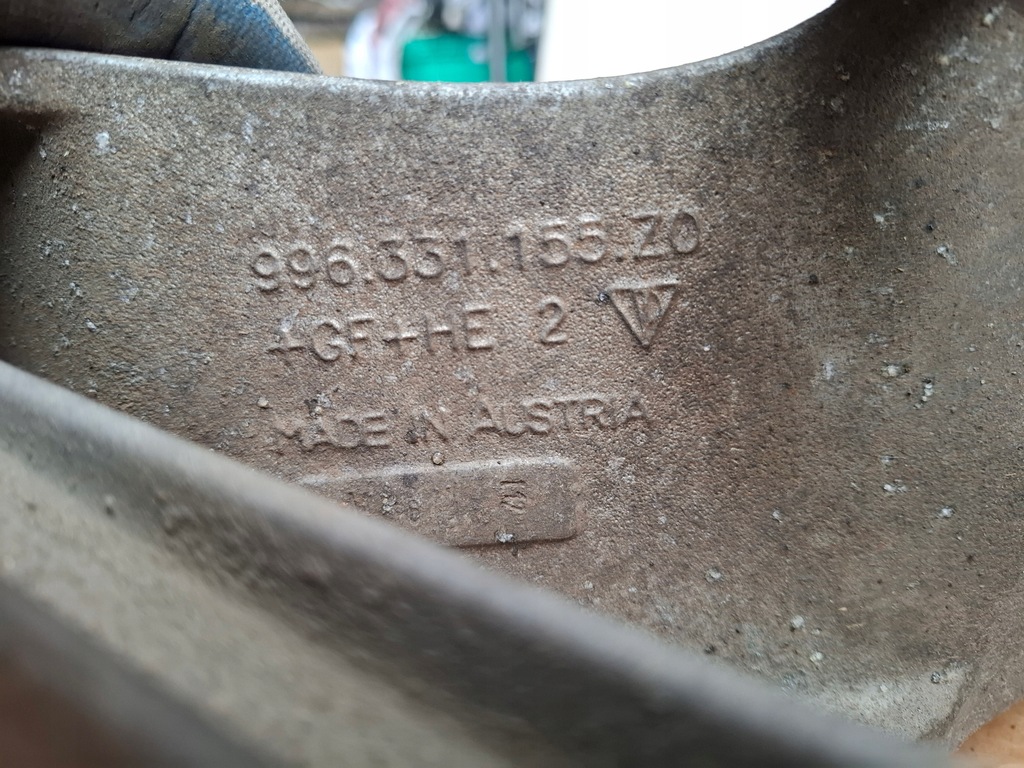 996.331.155.Z0
+GF+HE 2
MADE IN AUSTRIA